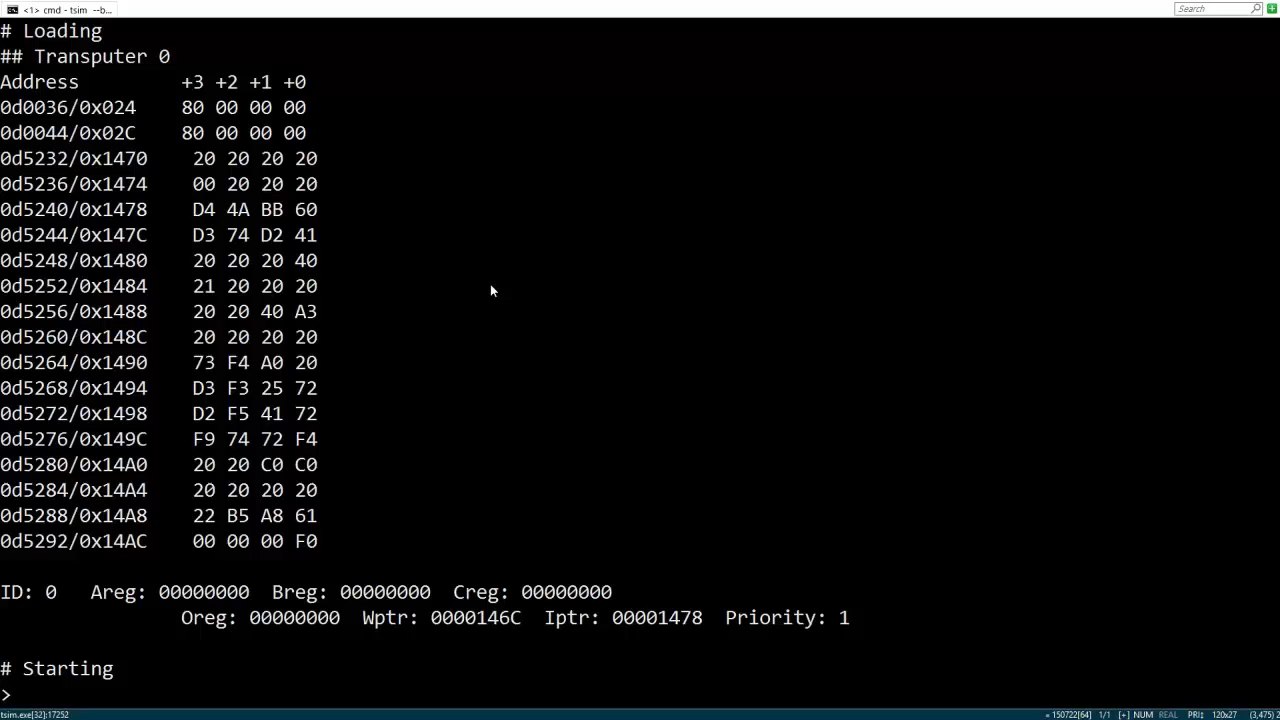 <1> cmd - tsim --b...
Search
# Loading
## Transputer 0
Address +3 +2 +1 +0
0d0036/0x024 80 00 00 00
0d0044/0x02C 80 00 00 00
0d5232/0x1470 20 20 20 20
0d5236/0x1474 00 20 20 20
0d5240/0x1478 D4 4A BB 60
0d5244/0x147C D3 74 D2 41
0d5248/0x1480 20 20 20 40
0d5252/0x1484 21 20 20 20
0d5256/0x1488 20 20 40 A3
0d5260/0x148C 20 20 20 20
0d5264/0x1490 73 F4 A0 20
0d5268/0x1494 D3 F3 25 72
0d5272/0x1498 D2 F5 41 72
0d5276/0x149C F9 74 72 F4
0d5280/0x14A0 20 20 C0 C0
0d5284/0x14A4 20 20 20 20
0d5288/0x14A8 22 B5 A8 61
0d5292/0x14AC 00 00 00 F0
ID: 0 Areg: 00000000 Breg: 00000000 Creg: 00000000
Oreg: 00000000 Wptr: 0000146C Iptr: 00001478 Priority: 1
# Starting
>
tsim.exe[32]:17252 « 150722[64] 1/1 [+] NUM REAL PRI↕ 120x27 (3,475) 2